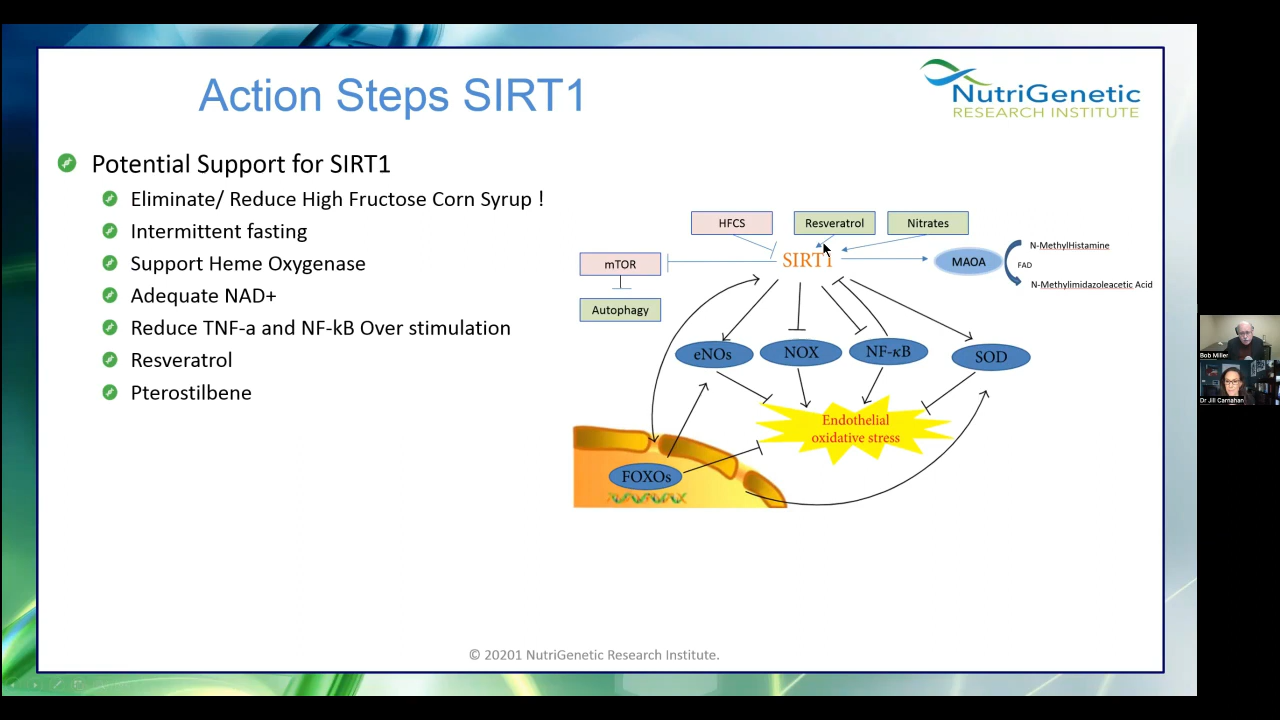 Action Steps SIRT1
NutriGenetic
RESEARCH INSTITUTE
Potential Support for SIRT1
Eliminate/ Reduce High Fructose Corn Syrup !
Intermittent fasting
Support Heme Oxygenase
Adequate NAD+
Reduce TNF-a and NF-kB Over stimulation
Resveratrol
Pterostilbene
HFCS
Resveratrol
Nitrates
mTOR
SIRT1
MAOA
N-MethylHistamine
FAD
N-Methylimidazoleacetic Acid
Autophagy
eNOs
NOX
NF-κB
SOD
Endothelial
oxidative stress
FOXOs
Bob Miller
Dr Jill Carnahan
© 20201 NutriGenetic Research Institute.